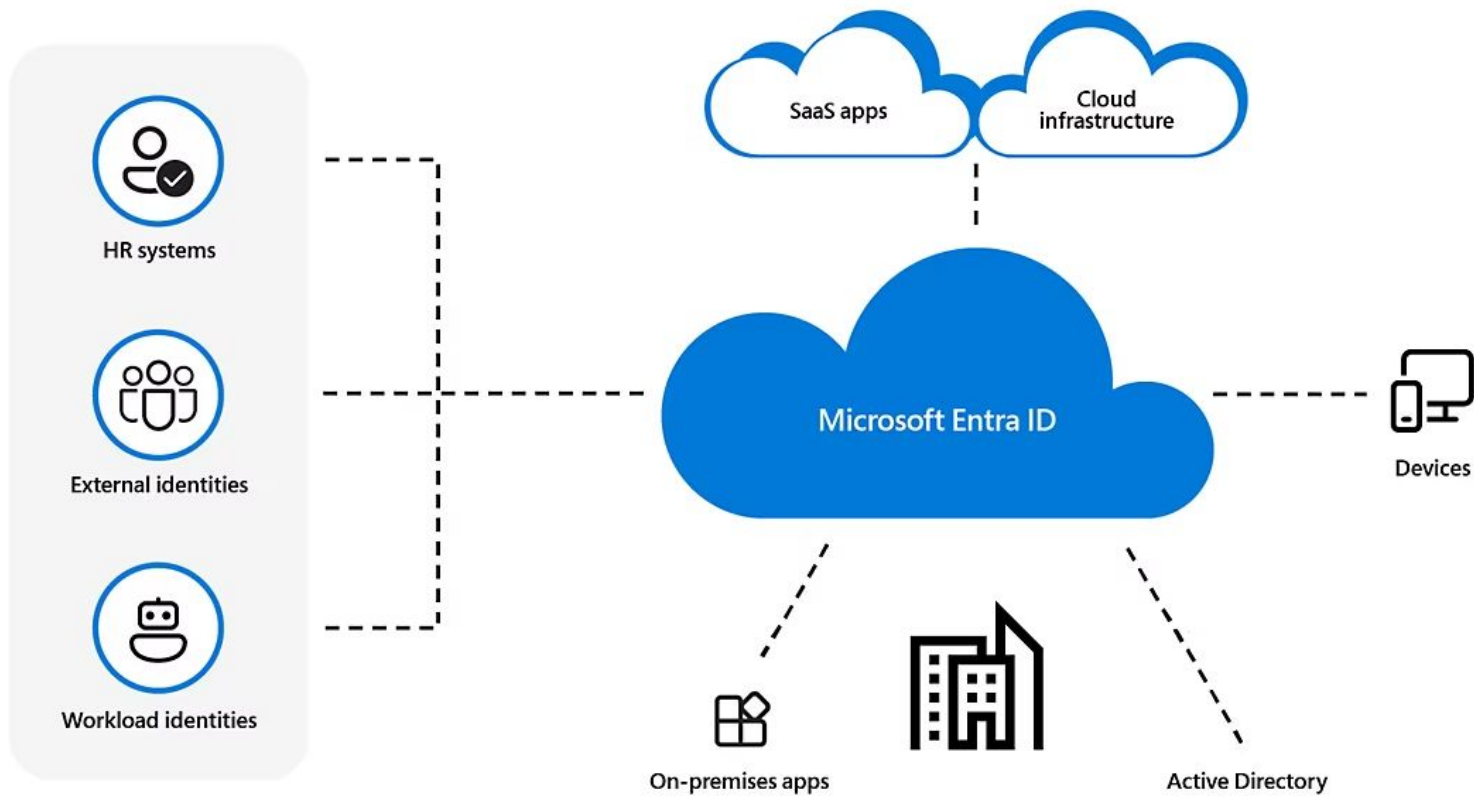 HR systems
External identities
Workload identities
SaaS apps
Cloud
infrastructure
Microsoft Entra ID
Devices
On-premises apps
Active Directory